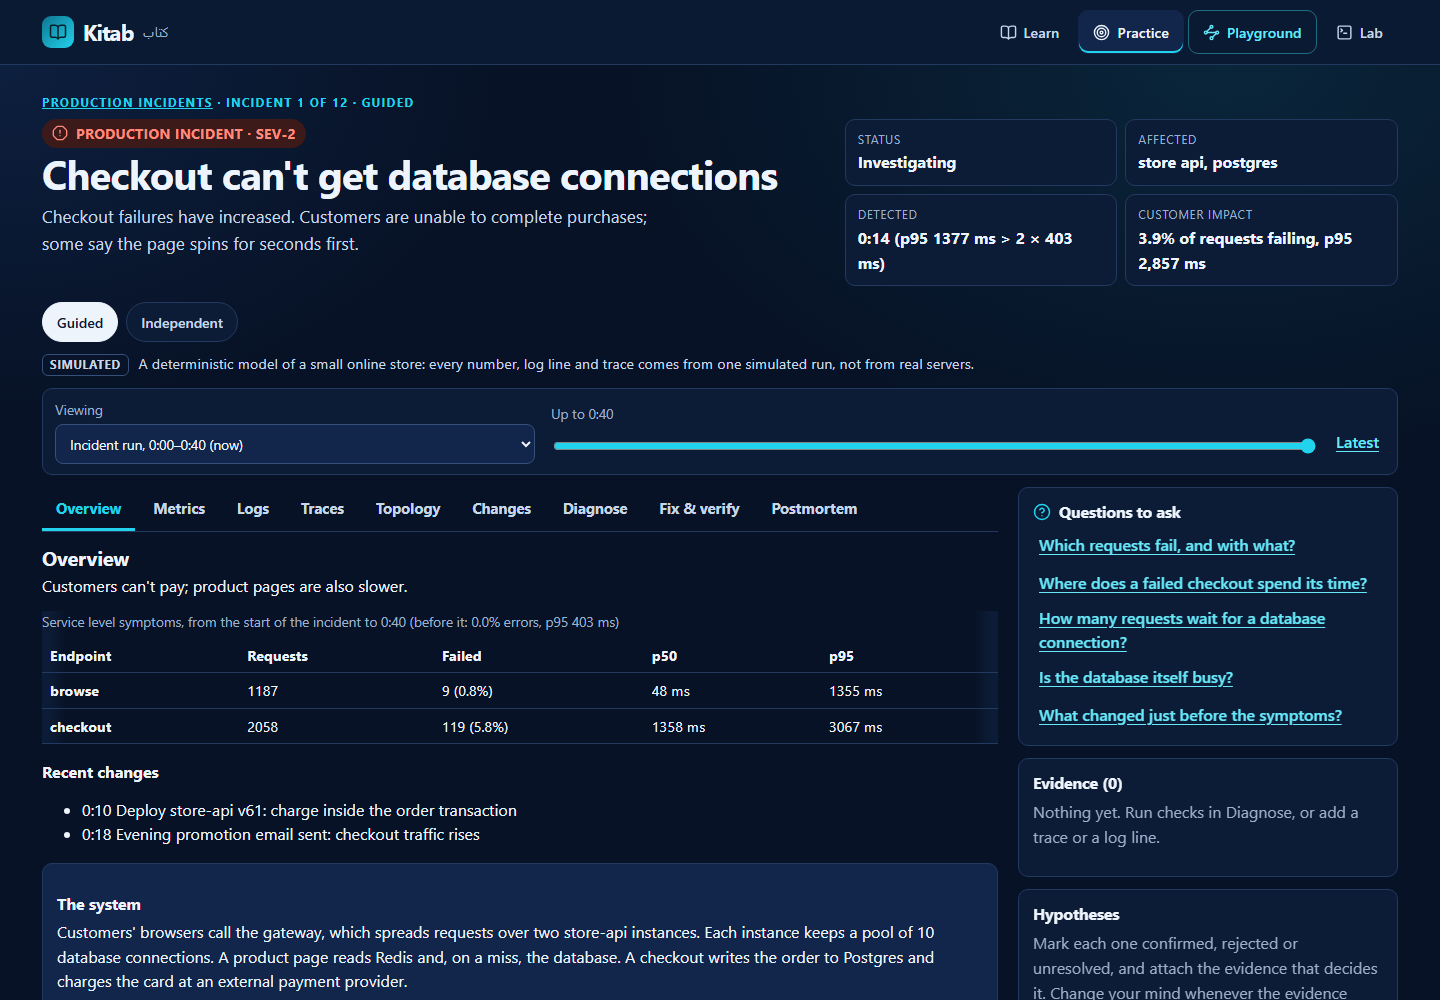 Kitab كتاب
Learn
Practice
Playground
Lab
PRODUCTION INCIDENTS · INCIDENT 1 OF 12 · GUIDED
PRODUCTION INCIDENT · SEV-2
Checkout can't get database connections
Checkout failures have increased. Customers are unable to complete purchases;
some say the page spins for seconds first.
STATUS
Investigating
AFFECTED
store api, postgres
DETECTED
0:14 (p95 1377 ms > 2 × 403
ms)
CUSTOMER IMPACT
3.9% of requests failing, p95
2,857 ms
Guided
Independent
SIMULATED A deterministic model of a small online store: every number, log line and trace comes from one simulated run, not from real servers.
Viewing
Incident run, 0:00–0:40 (now)
Up to 0:40
Latest
Overview
Metrics
Logs
Traces
Topology
Changes
Diagnose
Fix & verify
Postmortem
Overview
Customers can't pay; product pages are also slower.
Service level symptoms, from the start of the incident to 0:40 (before it: 0.0% errors, p95 403 ms)
Endpoint Requests Failed p50 p95
browse 1187 9 (0.8%) 48 ms 1355 ms
checkout 2058 119 (5.8%) 1358 ms 3067 ms
Recent changes
• 0:10 Deploy store-api v61: charge inside the order transaction
• 0:18 Evening promotion email sent: checkout traffic rises
The system
Customers' browsers call the gateway, which spreads requests over two store-api instances. Each instance keeps a pool of 10
database connections. A product page reads Redis and, on a miss, the database. A checkout writes the order to Postgres and
charges the card at an external payment provider.
Questions to ask
Which requests fail, and with what?
Where does a failed checkout spend its time?
How many requests wait for a database
connection?
Is the database itself busy?
What changed just before the symptoms?
Evidence (0)
Nothing yet. Run checks in Diagnose, or add a
trace or a log line.
Hypotheses
Mark each one confirmed, rejected or
unresolved, and attach the evidence that decides
it. Change your mind whenever the evidence